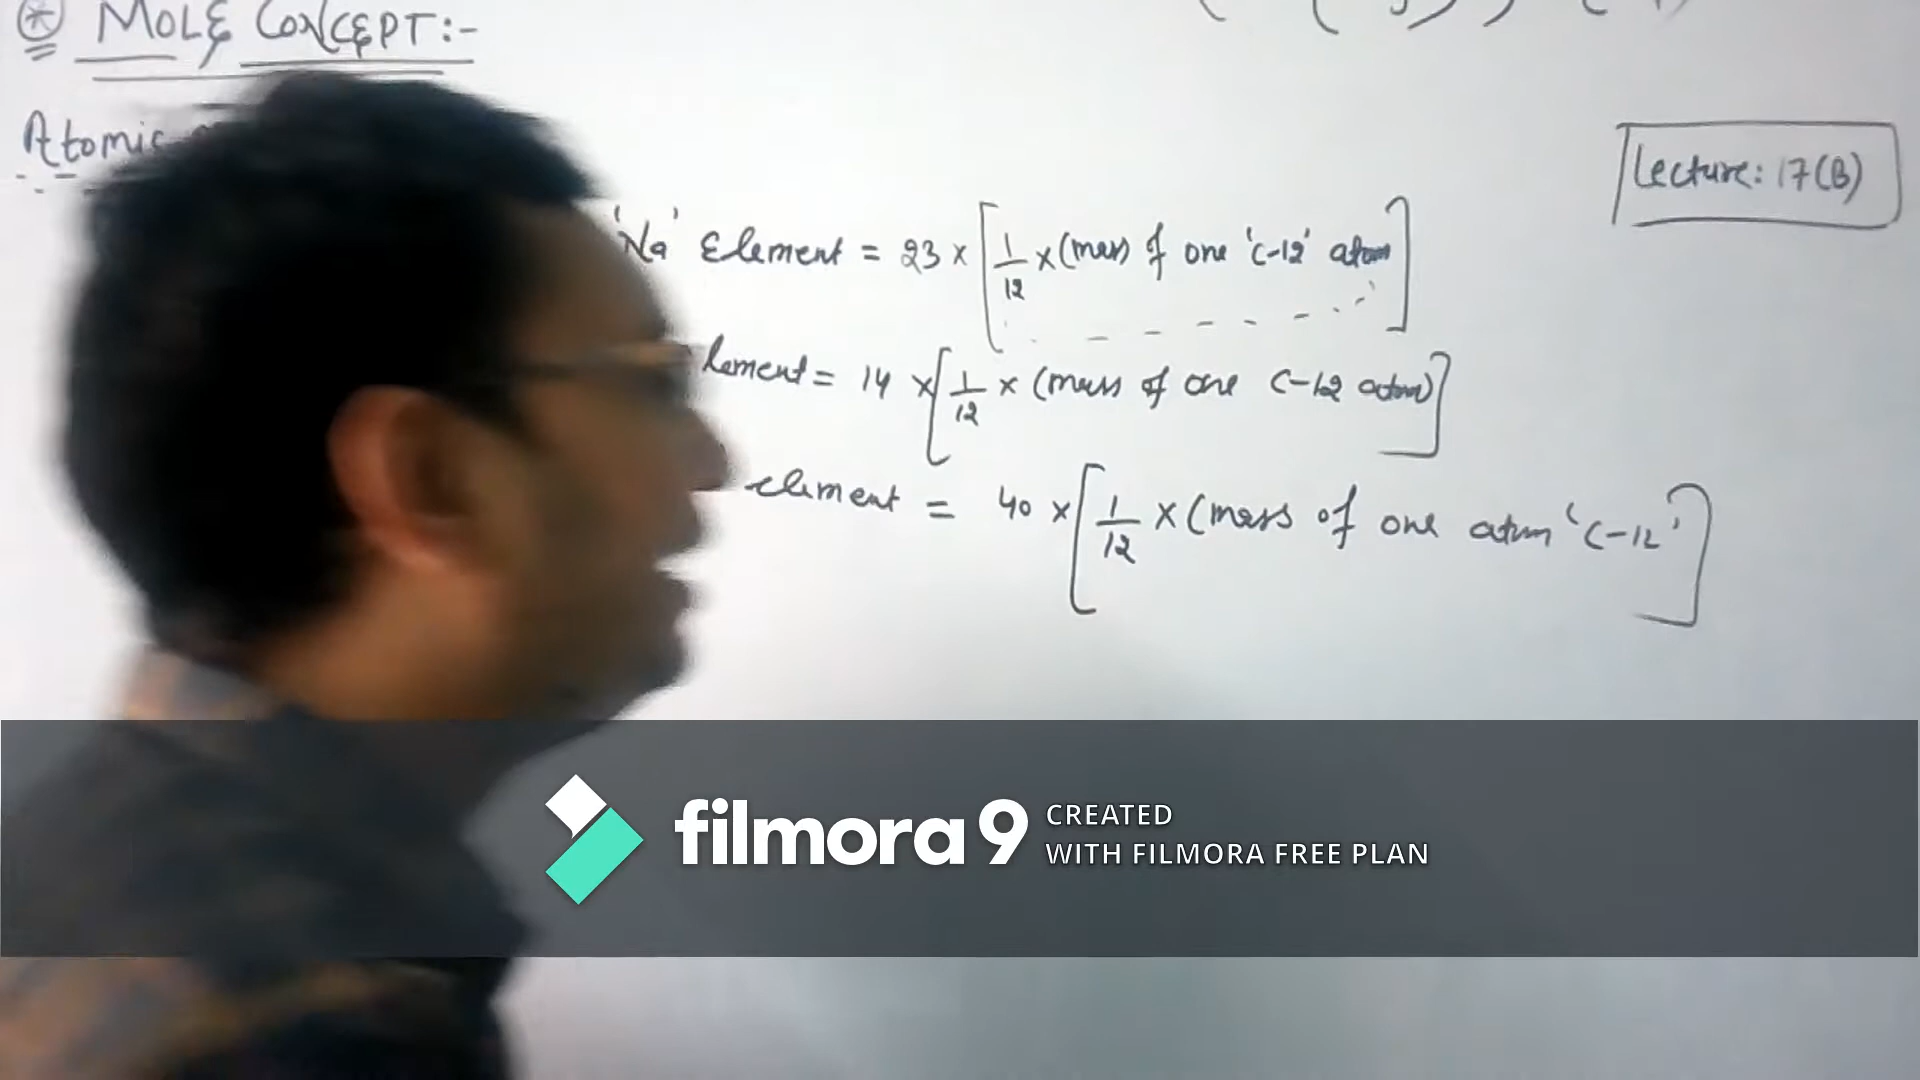 * MOLE CONCEPT:-
Atomic
Lecture: 17(B)
'Na' Element = 23 × [1/12 × (mass of one 'C-12' atom]
lement = 14 × [1/12 × (mass of one C-12 atom)]
element = 40 × [1/12 × (mass of one atom 'C-12']
filmora 9 CREATED
WITH FILMORA FREE PLAN